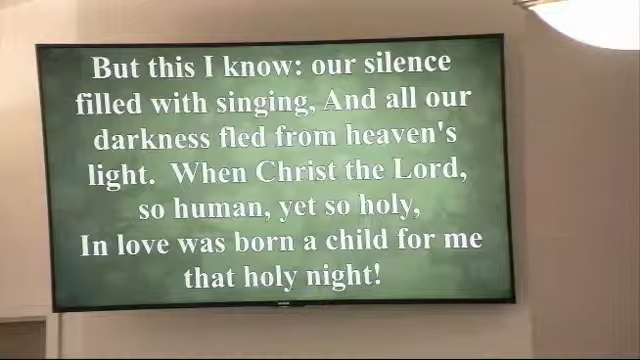 But this I know: our silence
filled with singing, And all our
darkness fled from heaven's
light. When Christ the Lord,
so human, yet so holy,
In love was born a child for me
that holy night!